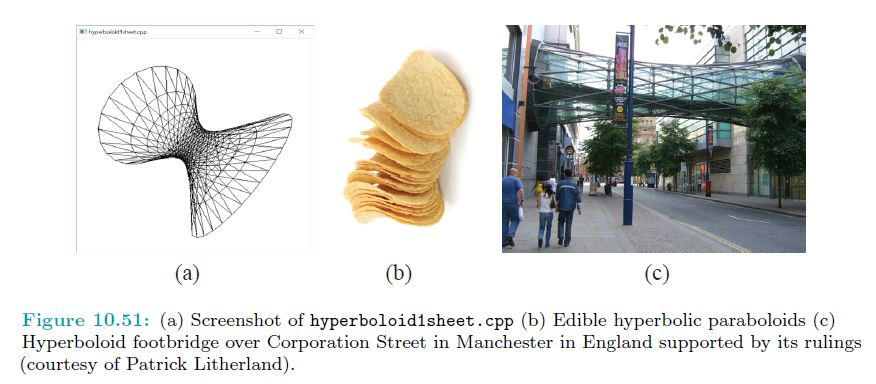 hyperboloid1sheet.cpp
(a)
(b)
(c)
Figure 10.51: (a) Screenshot of hyperboloid1sheet.cpp (b) Edible hyperbolic paraboloids (c)
Hyperboloid footbridge over Corporation Street in Manchester in England supported by its rulings
(courtesy of Patrick Litherland).